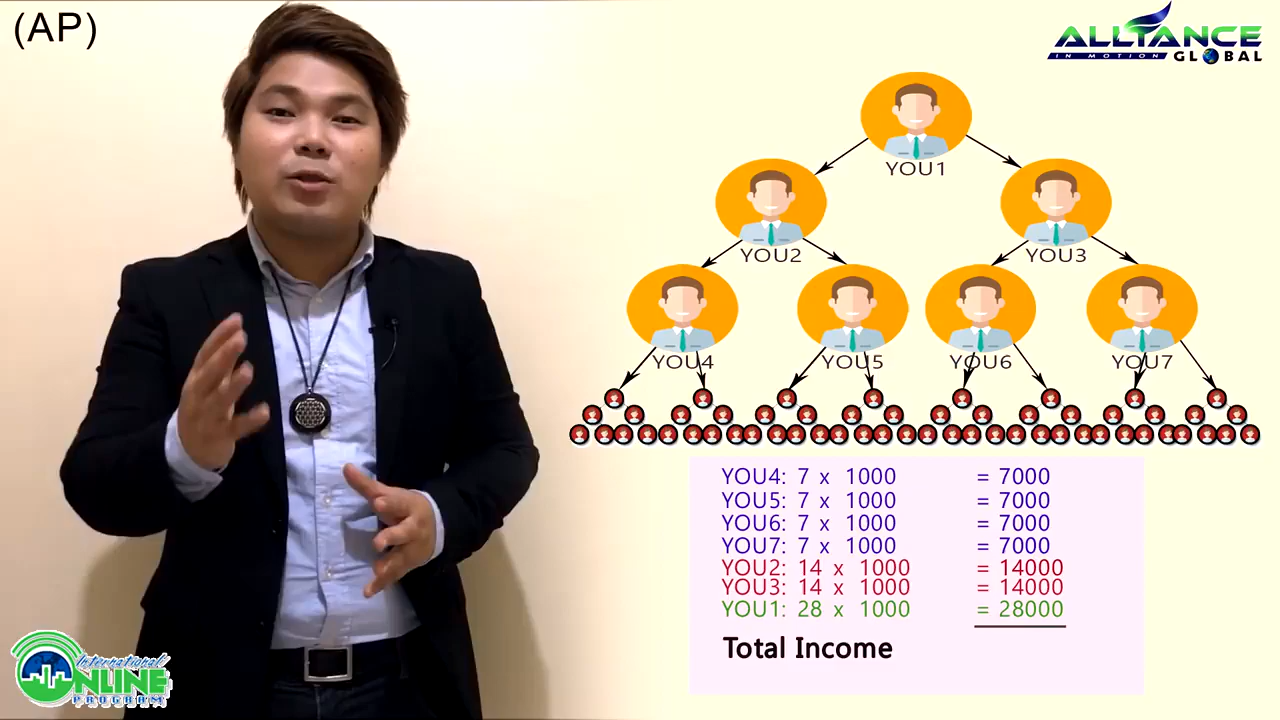 (AP)
ALLIANCE
IN MOTION GLOBAL
YOU1
YOU2
YOU3
YOU4
YOU5
YOU6
YOU7
YOU4: 7 x 1000 = 7000
YOU5: 7 x 1000 = 7000
YOU6: 7 x 1000 = 7000
YOU7: 7 x 1000 = 7000
YOU2: 14 x 1000 = 14000
YOU3: 14 x 1000 = 14000
YOU1: 28 x 1000 = 28000
Total Income
International
ONLINE
PROGRAM